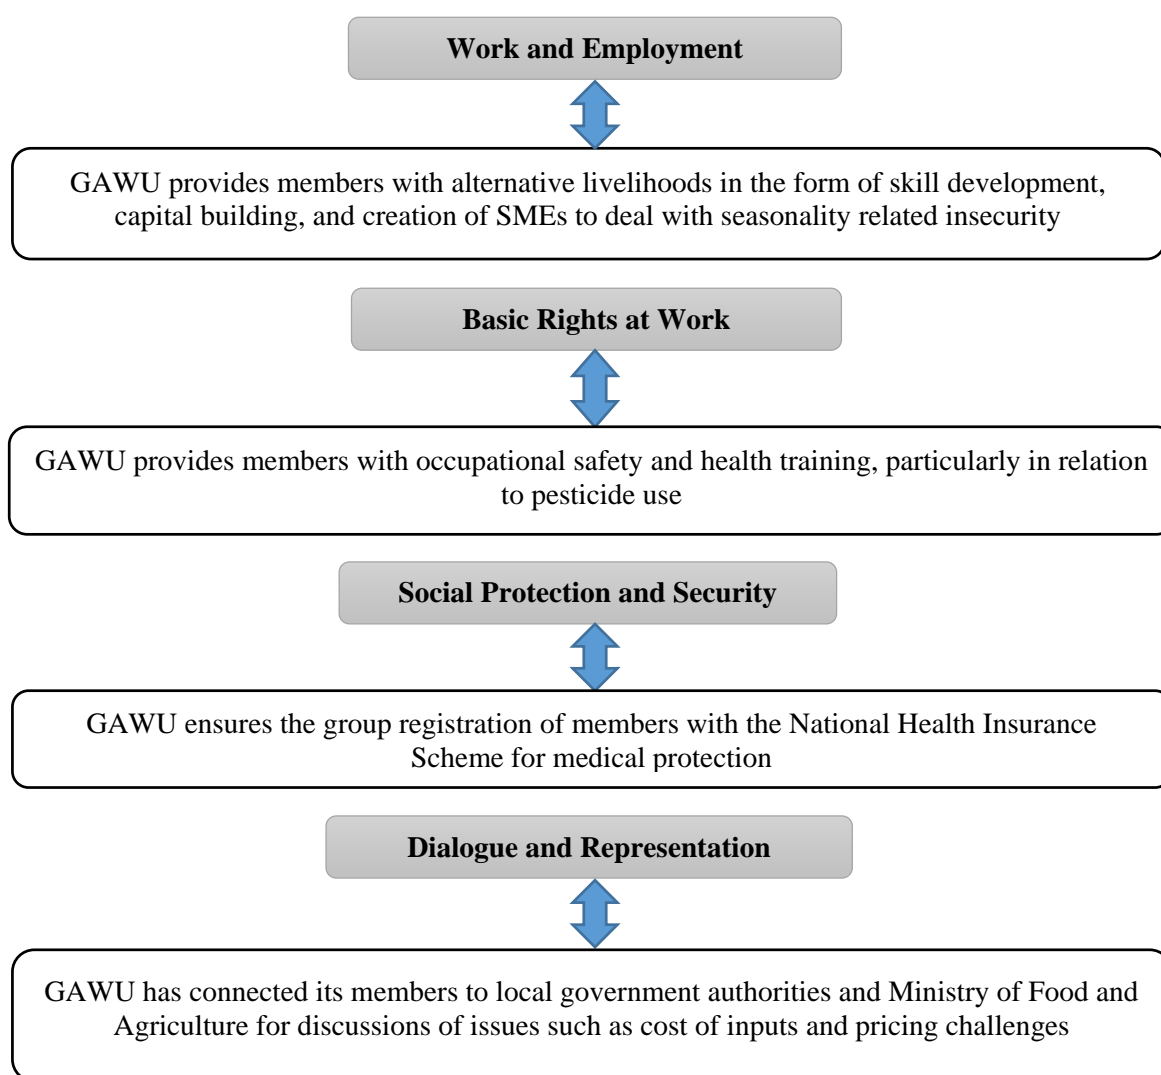 Work and Employment
GAWU provides members with alternative livelihoods in the form of skill development,
capital building, and creation of SMEs to deal with seasonality related insecurity
Basic Rights at Work
GAWU provides members with occupational safety and health training, particularly in relation
to pesticide use
Social Protection and Security
GAWU ensures the group registration of members with the National Health Insurance
Scheme for medical protection
Dialogue and Representation
GAWU has connected its members to local government authorities and Ministry of Food and
Agriculture for discussions of issues such as cost of inputs and pricing challenges